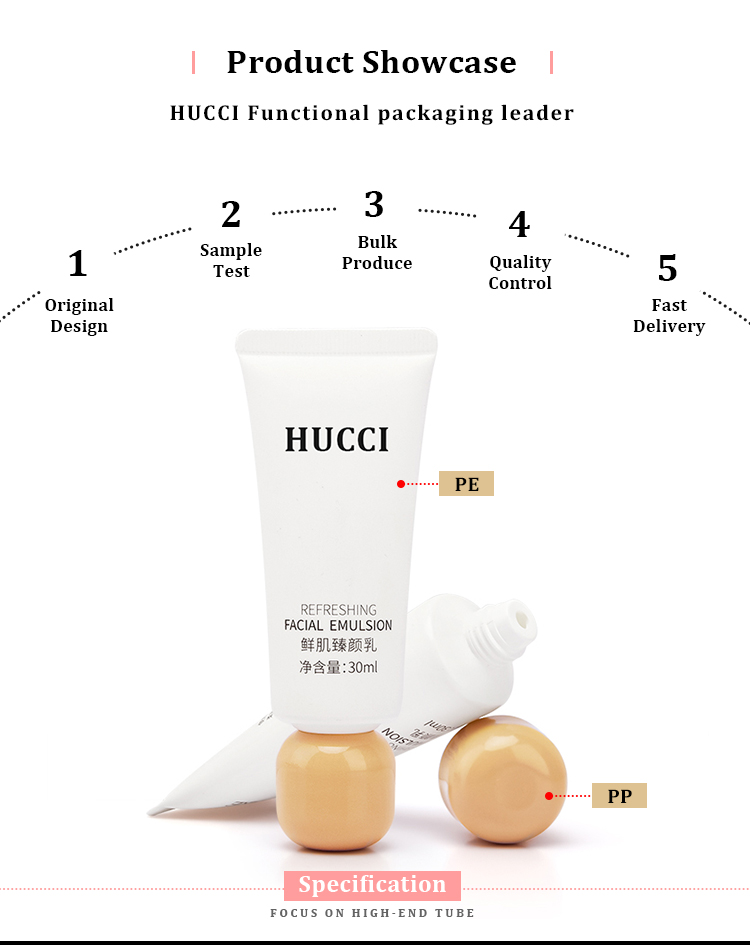 Product Showcase
HUCCI Functional packaging leader
1
Original
Design
2
Sample
Test
3
Bulk
Produce
4
Quality
Control
5
Fast
Delivery
HUCCI
PE
REFRESHING
FACIAL EMULSION
鲜肌臻颜乳
净含量:30ml
PP
Specification
FOCUS ON HIGH-END TUBE